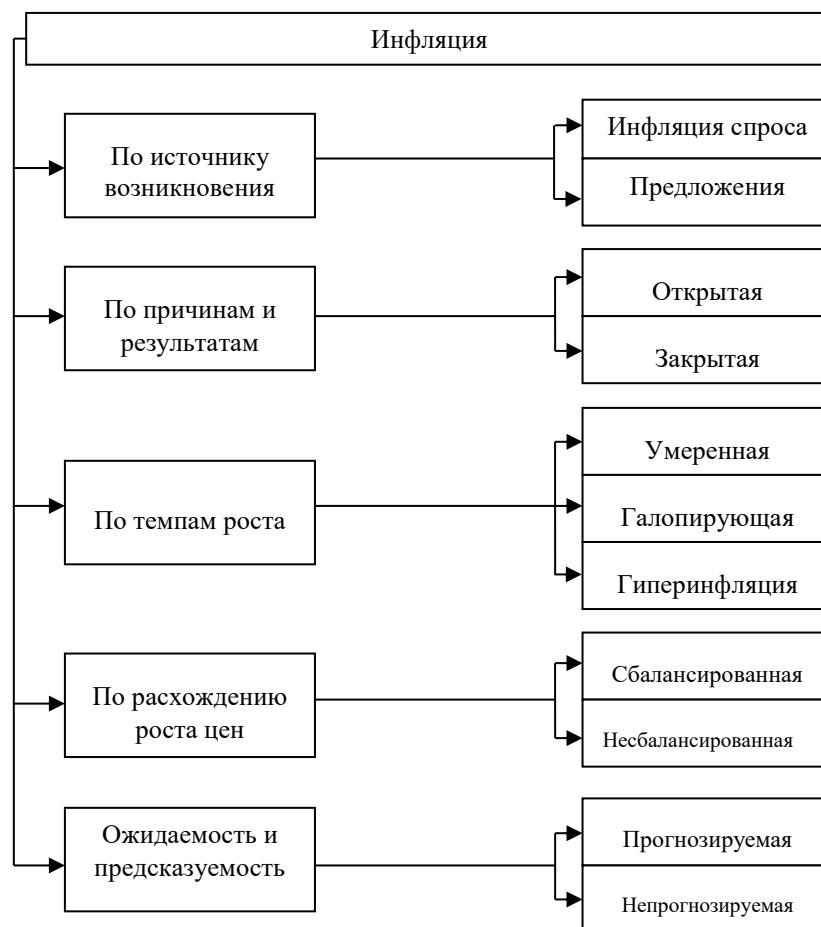 Инфляция
По источнику
возникновения
Инфляция спроса
Предложения
По причинам и
результатам
Открытая
Закрытая
По темпам роста
Умеренная
Галопирующая
Гиперинфляция
По расхождению
роста цен
Сбалансированная
Несбалансированная
Ожидаемость и
предсказуемость
Прогнозируемая
Непрогнозируемая